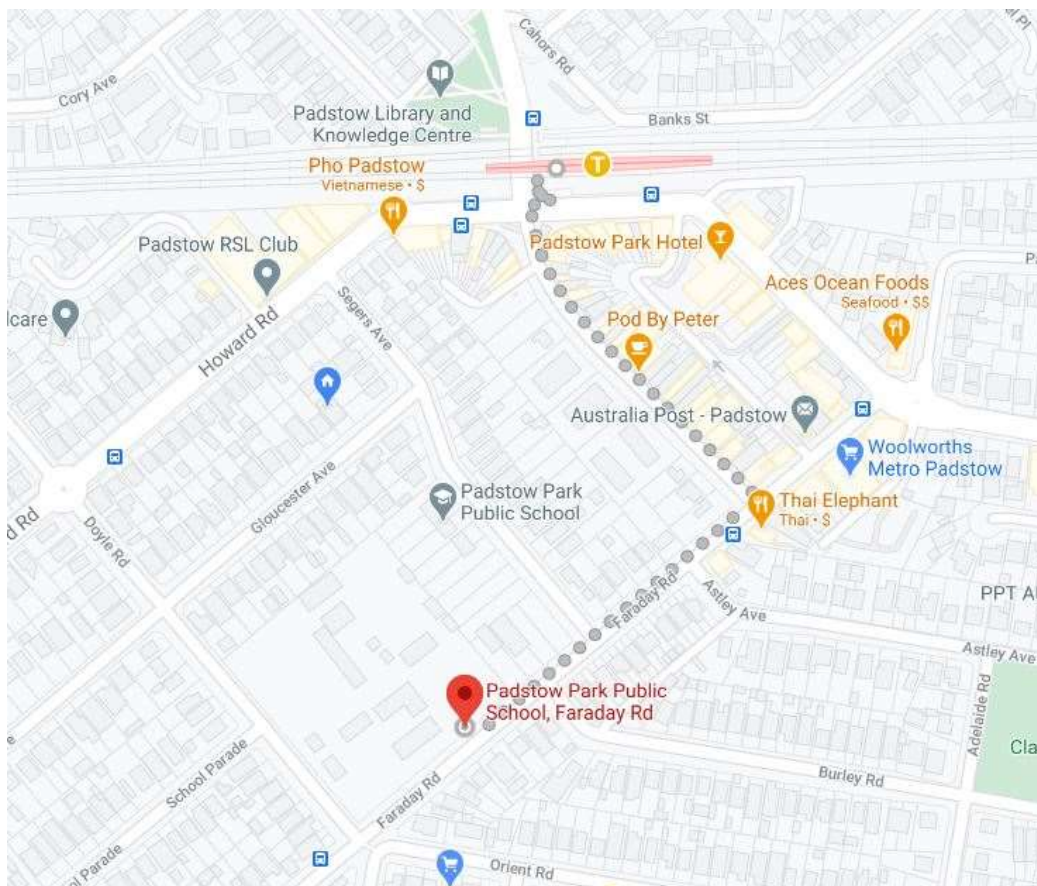 Cory Ave
Cahors Rd
Padstow Library and
Knowledge Centre
Banks St
Pho Padstow
Vietnamese • $
T
Padstow RSL Club
Padstow Park Hotel
Aces Ocean Foods
Seafood • $$
lcare
Segers Ave
Howard Rd
Pod By Peter
Australia Post - Padstow
Woolworths
Metro Padstow
Gloucester Ave
Padstow Park
Public School
Thai Elephant
Thai • $
d Rd
Doyle Rd
Faraday Rd
Astley Ave
PPT A
Astley Ave
Padstow Park Public
School, Faraday Rd
Adelaide Rd
Cla
School Parade
Burley Rd
Faraday Rd
ol Parade
Orient Rd